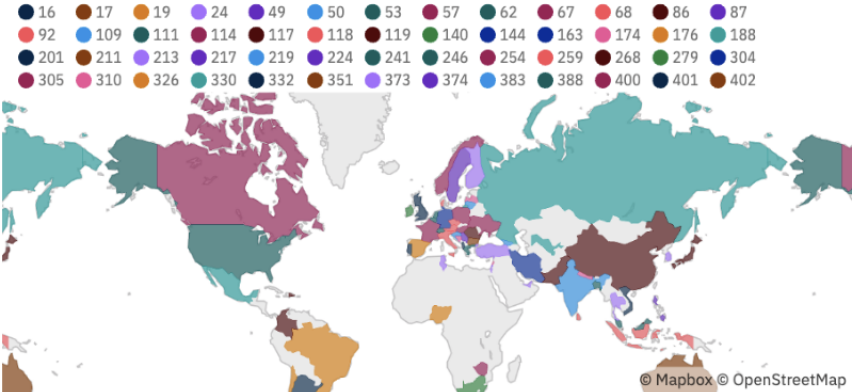 16 17 19 24 49 50 53 57 62 67 68 86 87
92 109 111 114 117 118 119 140 144 163 174 176 188
201 211 213 217 219 224 241 246 254 259 268 279 304
305 310 326 330 332 351 373 374 383 388 400 401 402
© Mapbox © OpenStreetMap